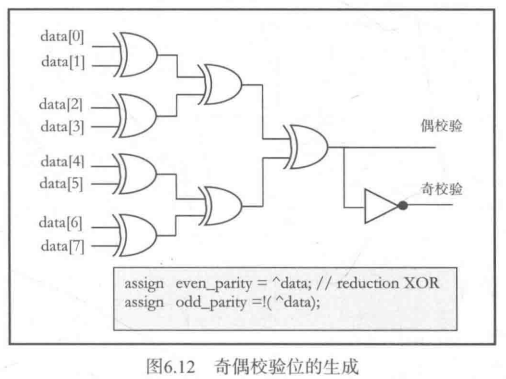 data[0]
data[1]
data[2]
data[3]
data[4]
data[5]
data[6]
data[7]
偶校验
奇校验
assign even_parity = ^data; // reduction XOR
assign odd_parity =!( ^data);
图6.12 奇偶校验位的生成